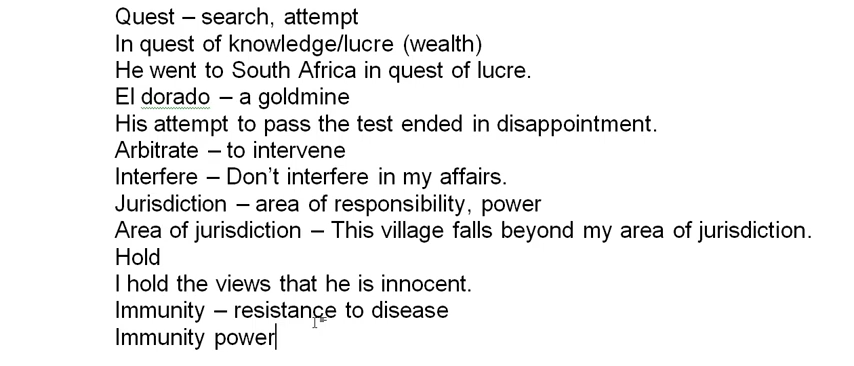 Quest – search, attempt
In quest of knowledge/lucre (wealth)
He went to South Africa in quest of lucre.
El dorado – a goldmine
His attempt to pass the test ended in disappointment.
Arbitrate – to intervene
Interfere – Don’t interfere in my affairs.
Jurisdiction – area of responsibility, power
Area of jurisdiction – This village falls beyond my area of jurisdiction.
Hold
I hold the views that he is innocent.
Immunity – resistance to disease
Immunity power